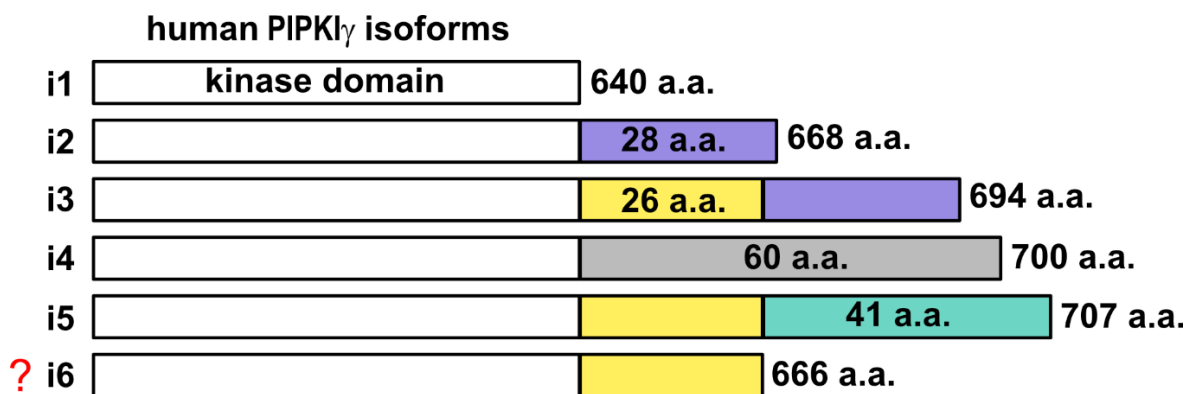 human PIPKIγ isoforms
i1 kinase domain 640 a.a.
i2 28 a.a. 668 a.a.
i3 26 a.a. 694 a.a.
i4 60 a.a. 700 a.a.
i5 41 a.a. 707 a.a.
? i6 666 a.a.